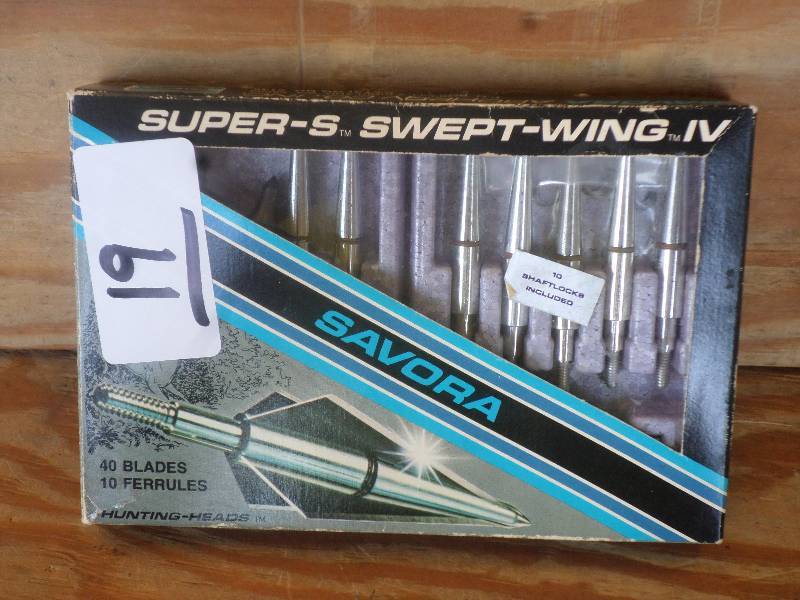 SUPER-S™ SWEPT-WING™ IV
19
10
SHAFTLOCKS
INCLUDED
SAVORA
40 BLADES
10 FERRULES
HUNTING-HEADS™